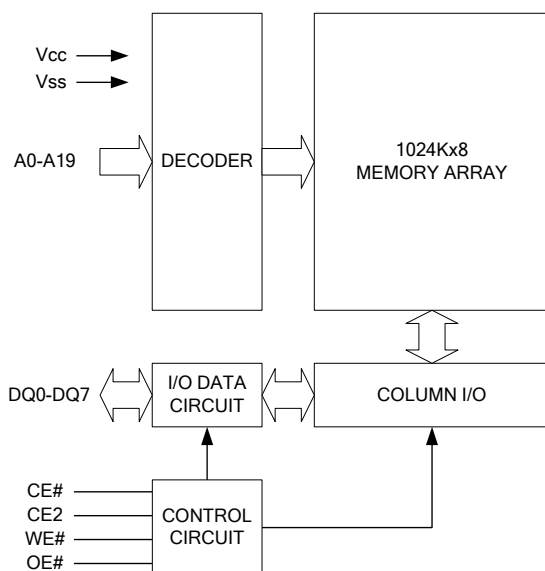 Vcc
Vss
A0-A19
DECODER
1024Kx8
MEMORY ARRAY
DQ0-DQ7
I/O DATA
CIRCUIT
COLUMN I/O
CE#
CE2
WE#
OE#
CONTROL
CIRCUIT